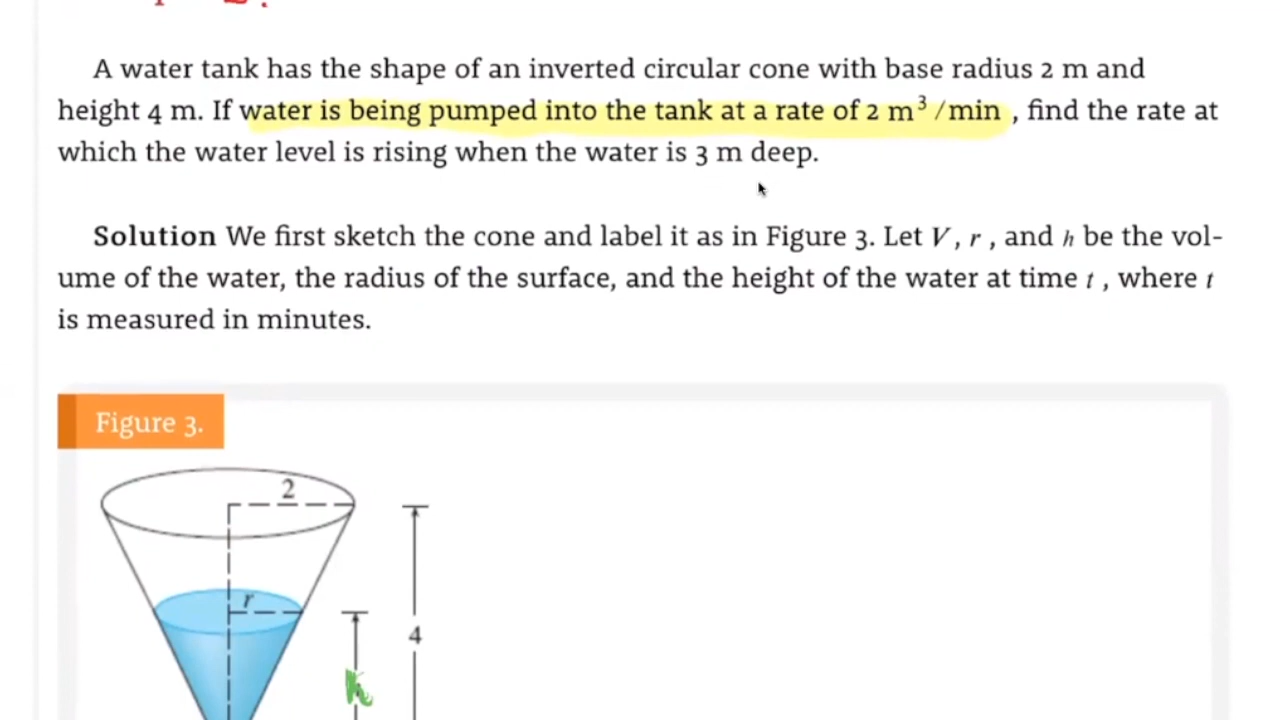 A water tank has the shape of an inverted circular cone with base radius 2 m and
height 4 m. If water is being pumped into the tank at a rate of 2 m³ /min , find the rate at
which the water level is rising when the water is 3 m deep.
Solution We first sketch the cone and label it as in Figure 3. Let V, r , and h be the vol-
ume of the water, the radius of the surface, and the height of the water at time t , where t
is measured in minutes.
Figure 3.
2
r
4
h